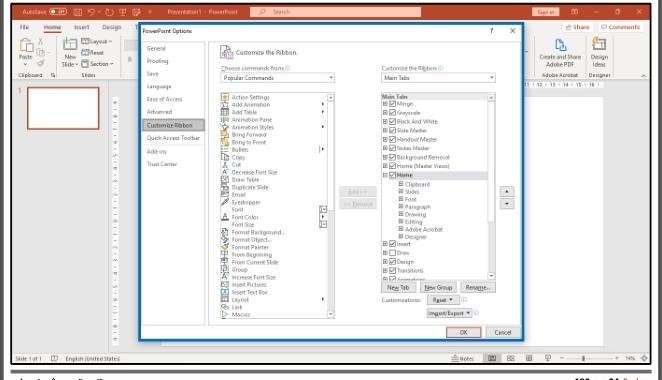 AutoSave Off
Presentation1 - PowerPoint
Search
Sign in
File Home Insert Design
Share
Comments
Paste
New
Slide
Layout
Reset
Section
Create and Share
Adobe PDF
Design
Ideas
Clipboard
Slides
Adobe Acrobat
Designer
PowerPoint Options
?
General
Proofing
Save
Language
Ease of Access
Advanced
Customize Ribbon
Quick Access Toolbar
Add-ins
Trust Center
Customize the Ribbon.
Choose commands from:
Popular Commands
Action Settings
Add Animation
Add Table
Animation Pane
Animation Styles
Bring Forward
Bring to Front
Bullets
Copy
Cut
Decrease Font Size
Draw Table
Duplicate Slide
Email
Eyedropper
Font
Font Color
Font Size
Format Background...
Format Object...
Format Painter
From Beginning
From Current Slide
Group
Increase Font Size
Insert Pictures
Insert Text Box
Layout
Link
Macros
Add >>
<< Remove
Customize the Ribbon:
Main Tabs
Main Tabs
Merge
Grayscale
Black And White
Slide Master
Handout Master
Notes Master
Background Removal
Home (Master Views)
Home
Clipboard
Slides
Font
Paragraph
Drawing
Editing
Adobe Acrobat
Designer
Insert
Draw
Design
Transitions
Animations
New Tab
New Group
Rename...
Customizations:
Reset
Import/Export
OK
Cancel
1
11 12 13 14 15 16
Slide 1 of 1
English (United States)
Notes
74%